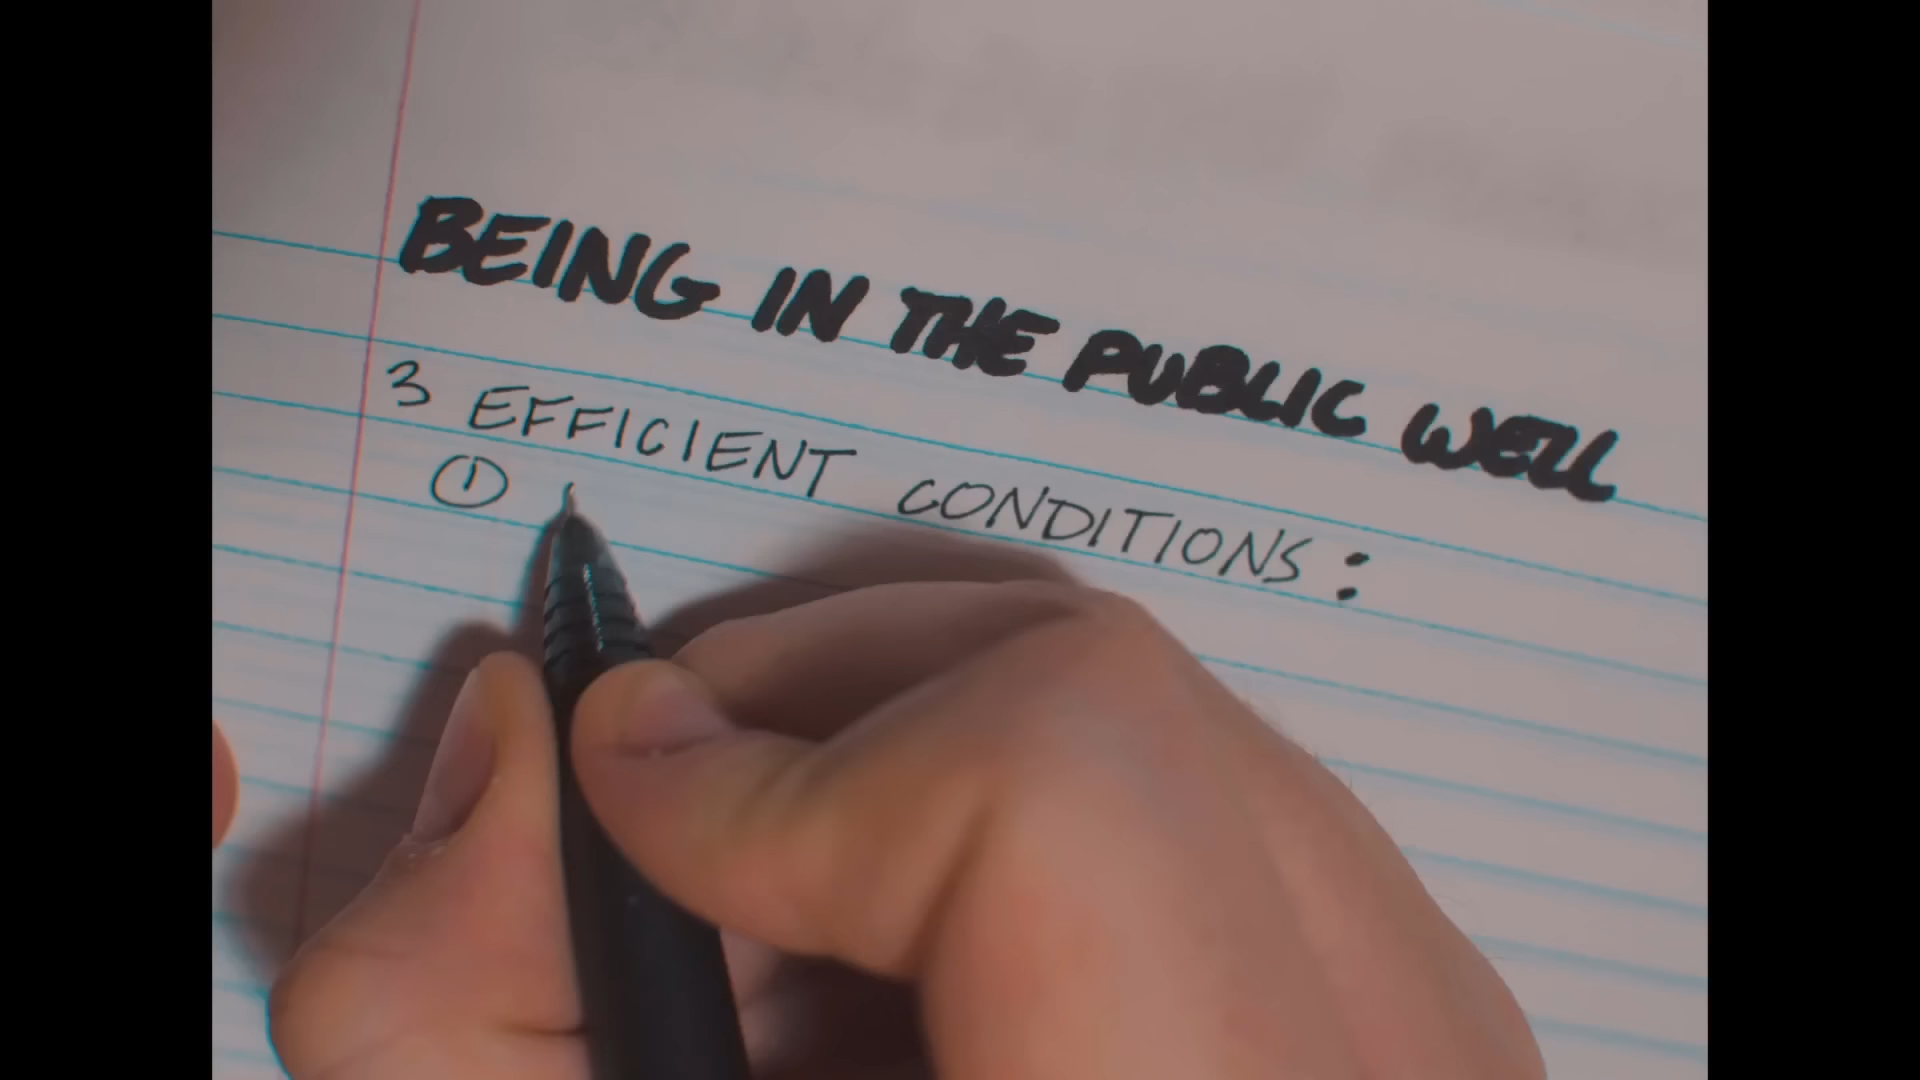 BEING IN THE PUBLIC WELL
3 EFFICIENT CONDITIONS:
①